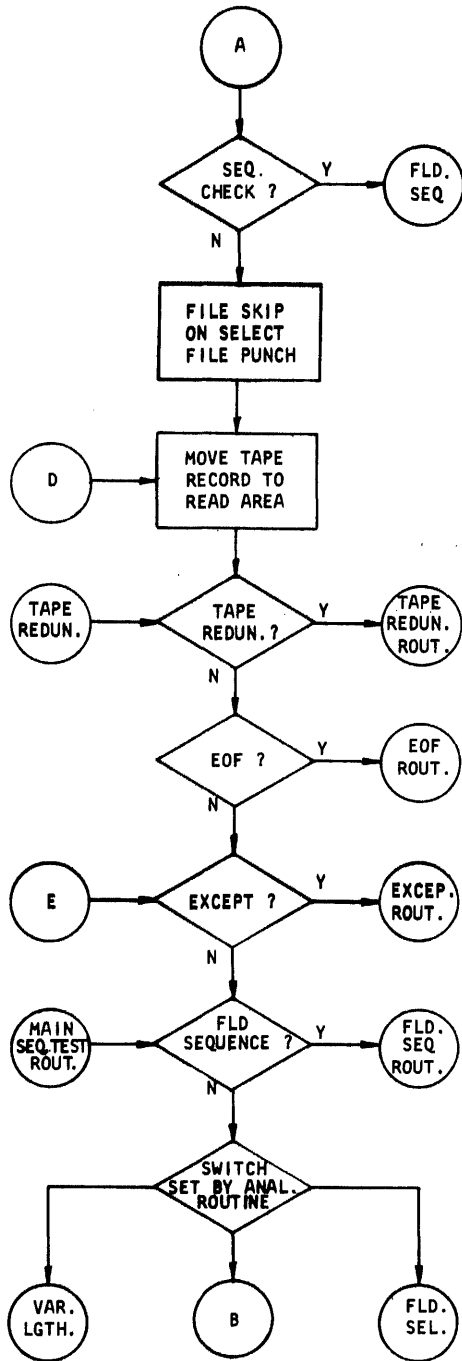 A
SEQ.
CHECK ?
Y
FLD.
SEQ
N
FILE SKIP
ON SELECT
FILE PUNCH
D
MOVE TAPE
RECORD TO
READ AREA
TAPE
REDUN.
TAPE
REDUN.?
Y
TAPE
REDUN.
ROUT.
N
EOF ?
Y
EOF
ROUT.
N
E
EXCEPT ?
Y
EXCEP.
ROUT.
N
MAIN
SEQ.TEST
ROUT.
FLD
SEQUENCE ?
Y
FLD.
SEQ
ROUT.
N
SWITCH
SET BY ANAL.
ROUTINE
VAR.
LGTH.
B
FLD.
SEL.